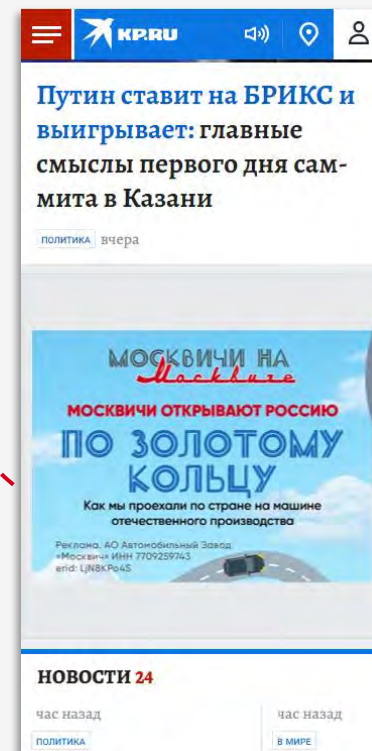 KP.RU
Путин ставит на БРИКС и
выигрывает: главные
смыслы первого дня сам-
мита в Казани
ПОЛИТИКА вчера
МОСКВИЧИ НА
Москвиче
МОСКВИЧИ ОТКРЫВАЮТ РОССИЮ
ПО ЗОЛОТОМУ
КОЛЬЦУ
Как мы проехали по стране на машине
отечественного производства
Реклама. АО Автомобильный Завод
«Москвич» ИНН 7709259743
erid: LjN8KPo4S
НОВОСТИ 24
час назад
час назад
ПОЛИТИКА
В МИРЕ